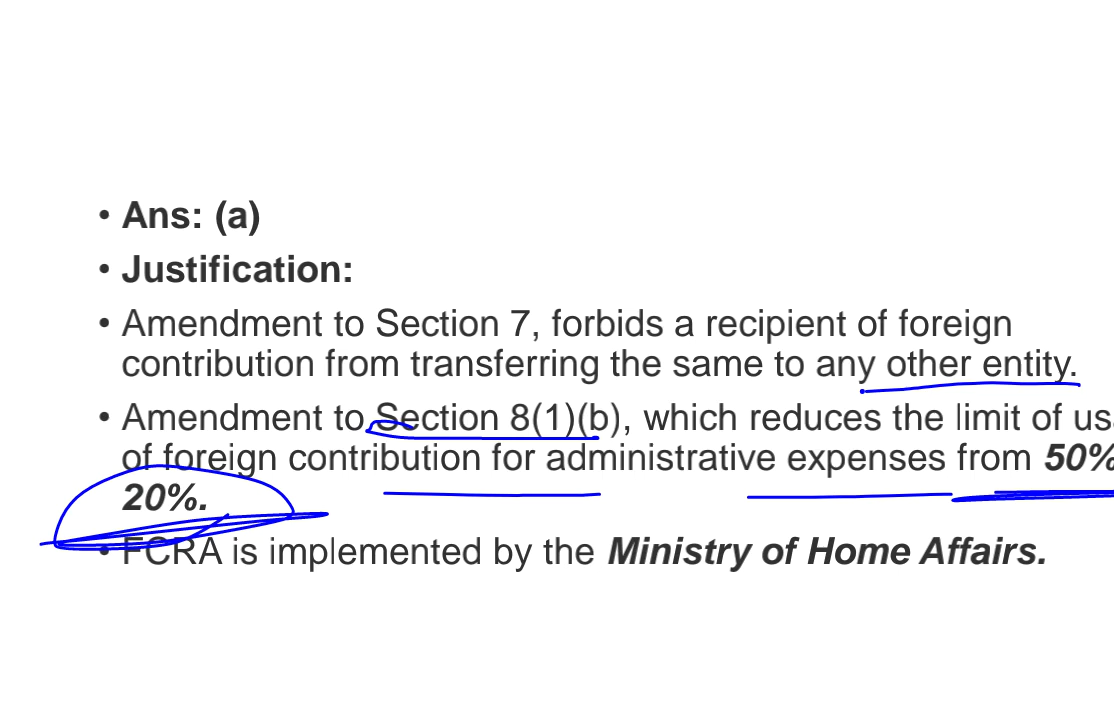 • Ans: (a)
• Justification:
• Amendment to Section 7, forbids a recipient of foreign
contribution from transferring the same to any other entity.
• Amendment to Section 8(1)(b), which reduces the limit of
of foreign contribution for administrative expenses from 50%
20%.
• FCRA is implemented by the Ministry of Home Affairs.